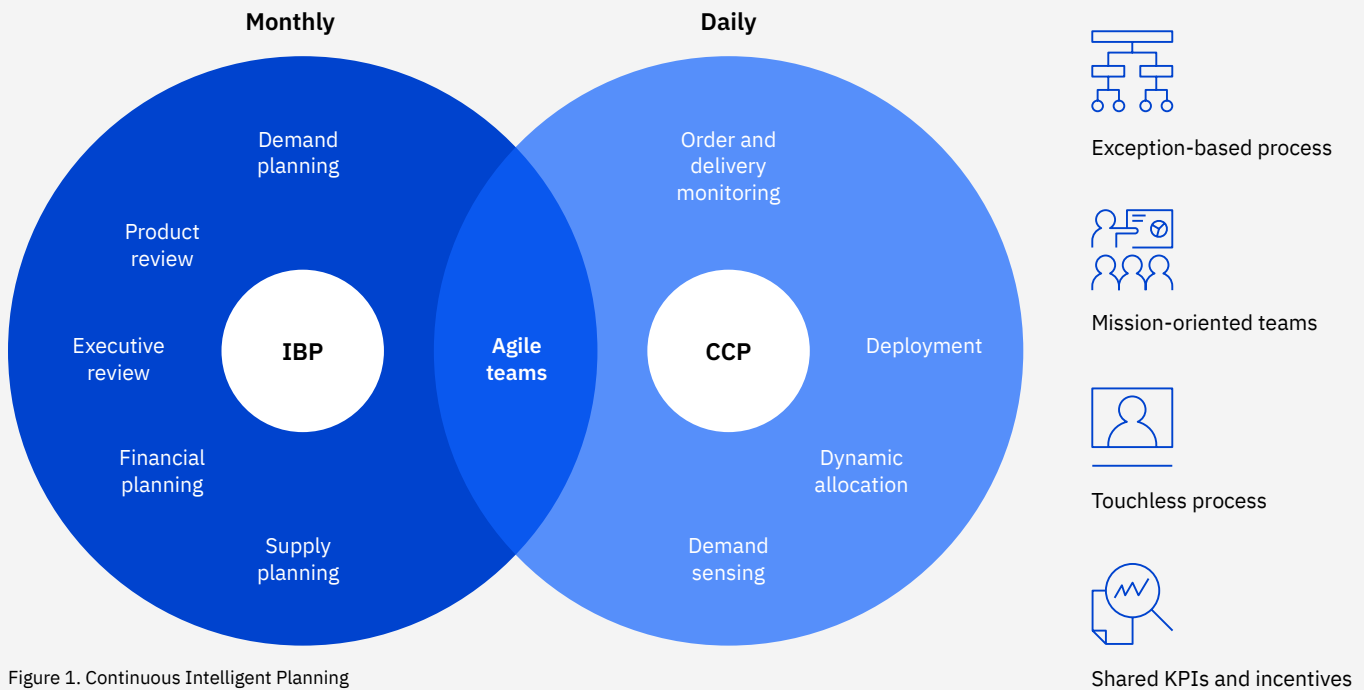 Monthly
Demand
planning
Product
review
Executive
review
IBP
Financial
planning
Supply
planning
Agile
teams
Daily
Order and
delivery
monitoring
CCP
Deployment
Dynamic
allocation
Demand
sensing
Exception-based process
Mission-oriented teams
Touchless process
Shared KPIs and incentives
Figure 1. Continuous Intelligent Planning